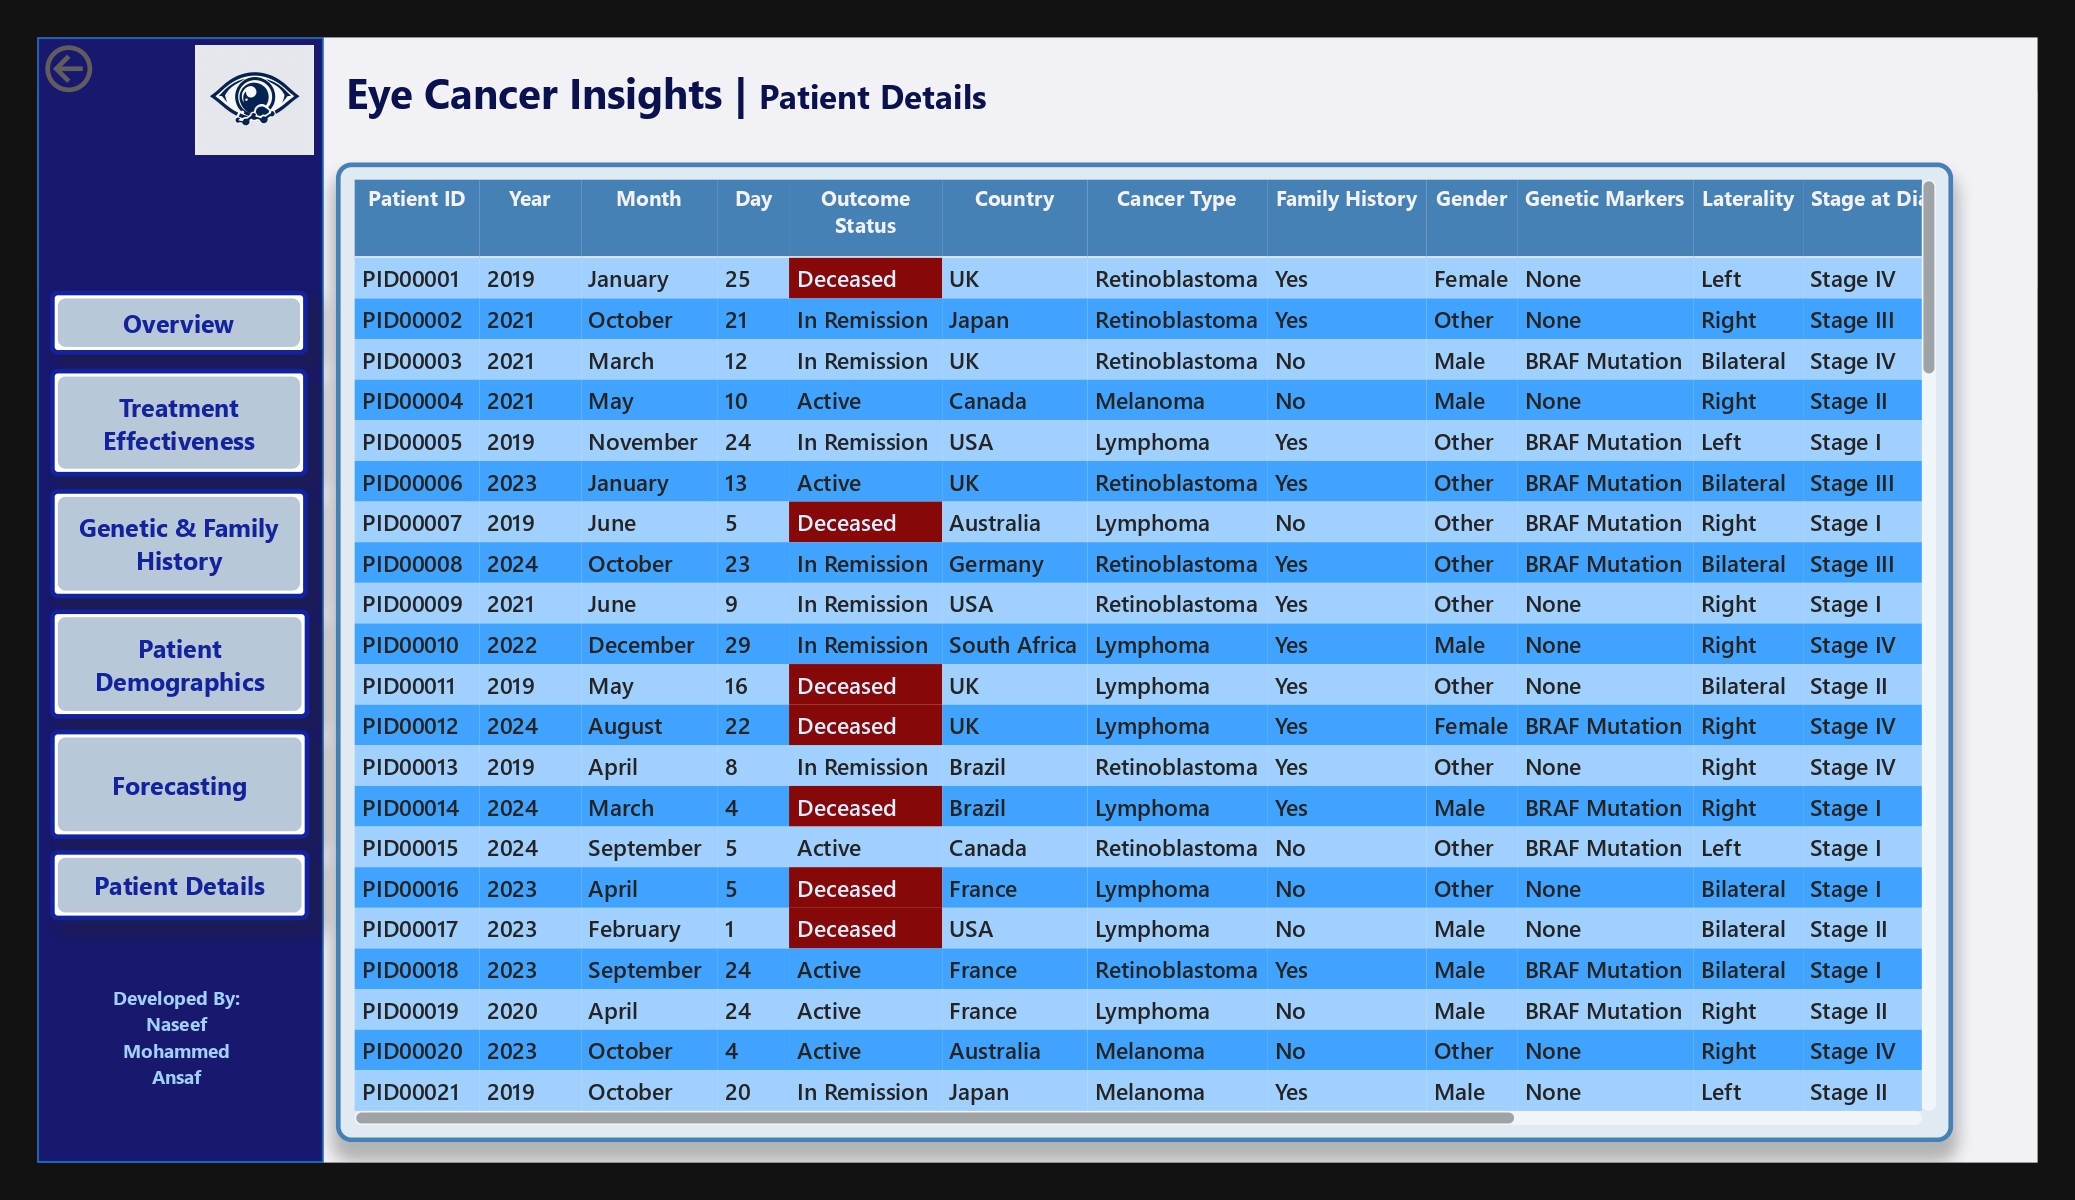 Eye Cancer Insights | Patient Details
Overview
Treatment
Effectiveness
Genetic & Family
History
Patient
Demographics
Forecasting
Patient Details
Developed By:
Naseef
Mohammed
Ansaf
Patient ID Year Month Day Outcome Status Country Cancer Type Family History Gender Genetic Markers Laterality Stage at Dia
PID00001 2019 January 25 Deceased UK Retinoblastoma Yes Female None Left Stage IV
PID00002 2021 October 21 In Remission Japan Retinoblastoma Yes Other None Right Stage III
PID00003 2021 March 12 In Remission UK Retinoblastoma No Male BRAF Mutation Bilateral Stage IV
PID00004 2021 May 10 Active Canada Melanoma No Male None Right Stage II
PID00005 2019 November 24 In Remission USA Lymphoma Yes Other BRAF Mutation Left Stage I
PID00006 2023 January 13 Active UK Retinoblastoma Yes Other BRAF Mutation Bilateral Stage III
PID00007 2019 June 5 Deceased Australia Lymphoma No Other BRAF Mutation Right Stage I
PID00008 2024 October 23 In Remission Germany Retinoblastoma Yes Other BRAF Mutation Bilateral Stage III
PID00009 2021 June 9 In Remission USA Retinoblastoma Yes Other None Right Stage I
PID00010 2022 December 29 In Remission South Africa Lymphoma Yes Male None Right Stage IV
PID00011 2019 May 16 Deceased UK Lymphoma Yes Other None Bilateral Stage II
PID00012 2024 August 22 Deceased UK Lymphoma Yes Female BRAF Mutation Right Stage IV
PID00013 2019 April 8 In Remission Brazil Retinoblastoma Yes Other None Right Stage IV
PID00014 2024 March 4 Deceased Brazil Lymphoma Yes Male BRAF Mutation Right Stage I
PID00015 2024 September 5 Active Canada Retinoblastoma No Other BRAF Mutation Left Stage I
PID00016 2023 April 5 Deceased France Lymphoma No Other None Bilateral Stage I
PID00017 2023 February 1 Deceased USA Lymphoma No Male None Bilateral Stage II
PID00018 2023 September 24 Active France Retinoblastoma Yes Male BRAF Mutation Bilateral Stage I
PID00019 2020 April 24 Active France Lymphoma No Male BRAF Mutation Right Stage II
PID00020 2023 October 4 Active Australia Melanoma No Other None Right Stage IV
PID00021 2019 October 20 In Remission Japan Melanoma Yes Male None Left Stage II